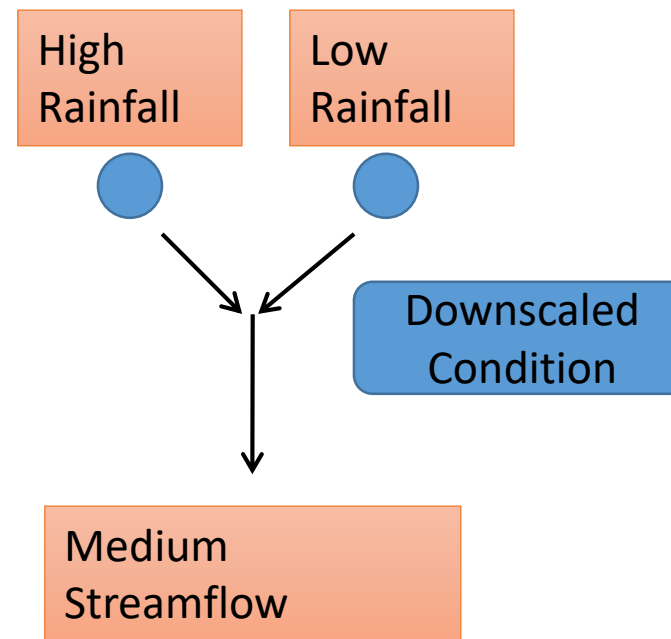 High
Rainfall
Low
Rainfall
Downscaled
Condition
Medium
Streamflow